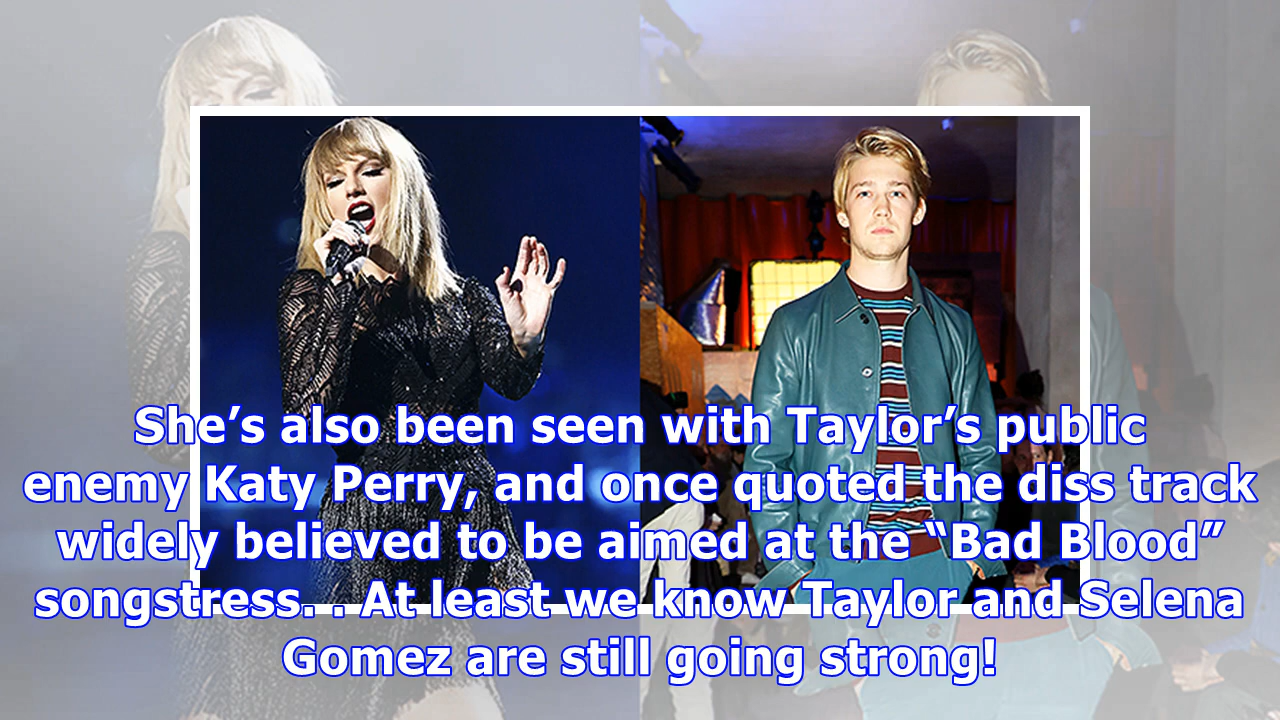 She’s also been seen with Taylor’s public
enemy Katy Perry, and once quoted the diss track
widely believed to be aimed at the “Bad Blood”
songstress. . At least we know Taylor and Selena
Gomez are still going strong!